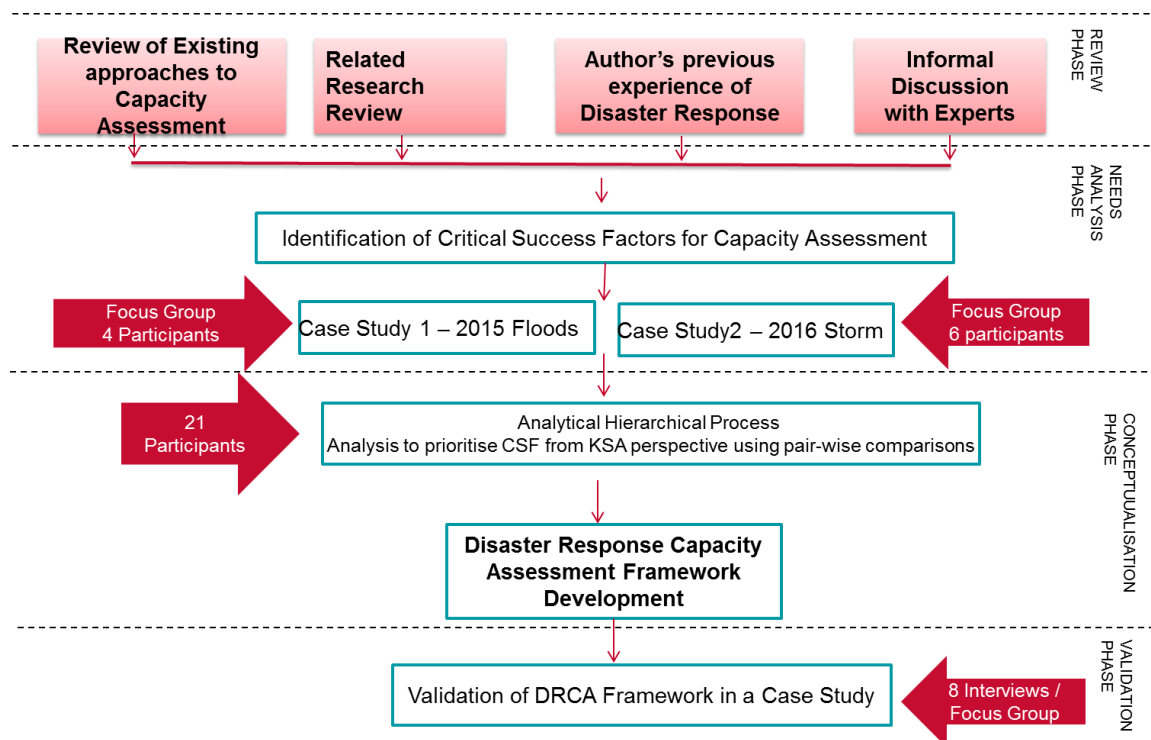 Review of Existing
approaches to
Capacity
Assessment
Related
Research
Review
Author's previous
experience of
Disaster Response
Informal
Discussion
with Experts
REVIEW
PHASE
NEEDS
ANALYSIS
PHASE
Identification of Critical Success Factors for Capacity Assessment
Focus Group
4 Participants
Case Study 1 – 2015 Floods
Case Study2 – 2016 Storm
Focus Group
6 participants
21
Participants
Analytical Hierarchical Process
Analysis to prioritise CSF from KSA perspective using pair-wise comparisons
CONCEPTUUALISATION
PHASE
Disaster Response Capacity
Assessment Framework
Development
VALIDATION
PHASE
Validation of DRCA Framework in a Case Study
8 Interviews /
Focus Group